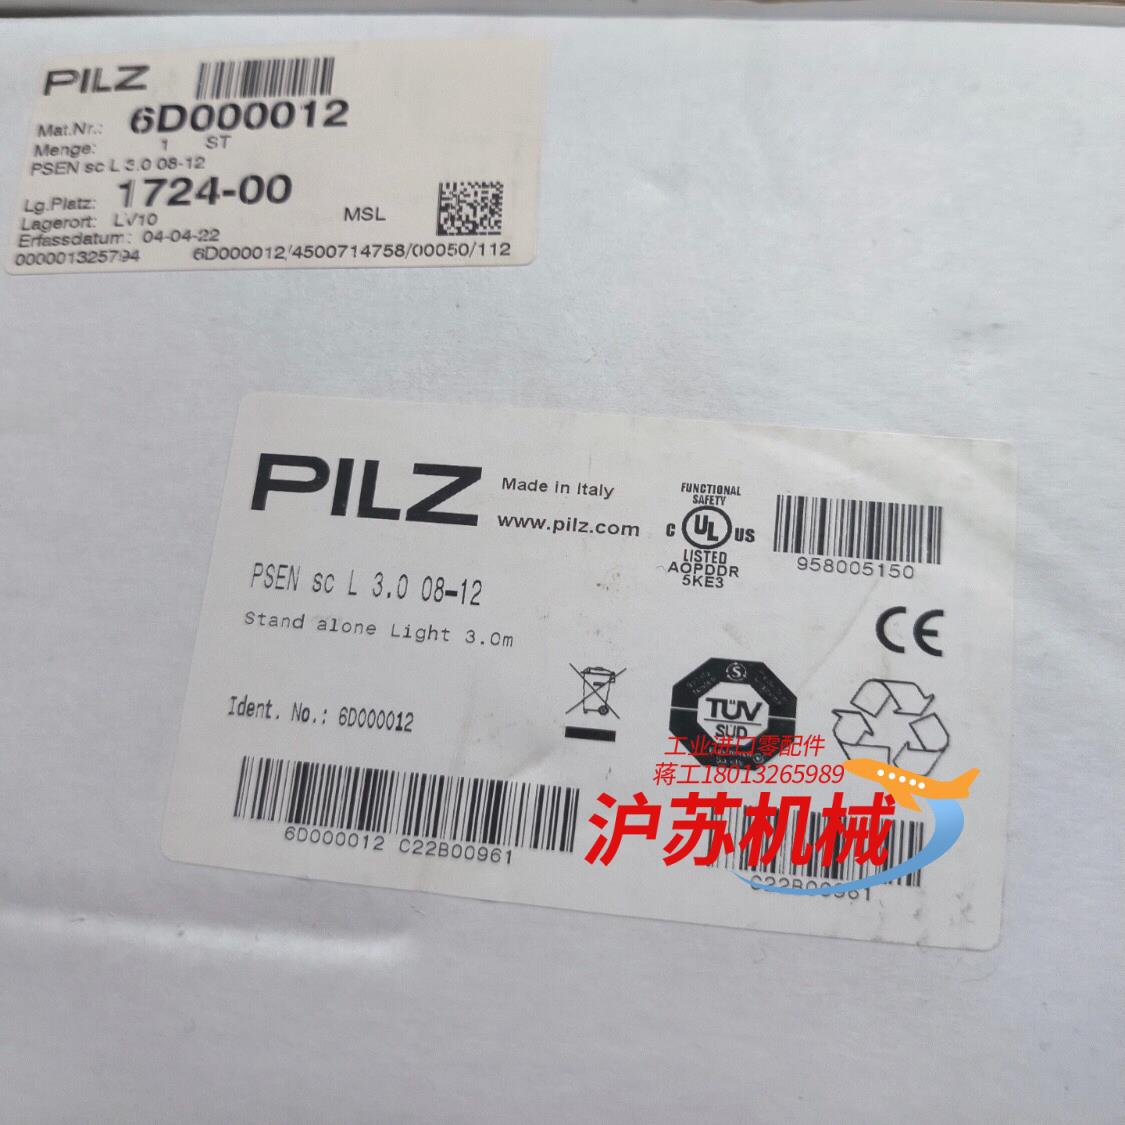 PILZ
Mat.Nr.: 6D000012
Menge: 1 ST
PSEN sc L 3.0 08-12
Lg.Platz: 1724-00
Lagerort: LV10
MSL
Erfassdatum: 04-04-22
000001325794 6D000012/4500714758/00050/112
PILZ
Made in Italy
www.pilz.com
FUNCTIONAL
SAFETY
C UL US
LISTED
AOPDDR
5KE3
958005150
PSEN sc L 3.0 08-12
Stand alone Light 3.0m
CE
Ident. No.: 6D000012
TÜV
SÜD
工业进口零配件
蒋工18013265989
沪苏机械
6D000012 C22B00961
C22B00961